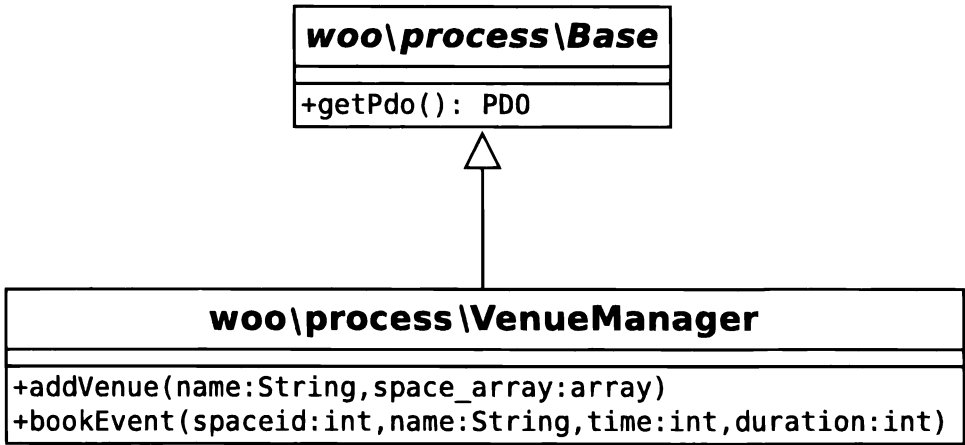 woo\process\Base
+getPdo(): PDO
woo\process\VenueManager
+addVenue(name:String,space_array:array)
+bookEvent(spaceid:int,name:String,time:int,duration:int)